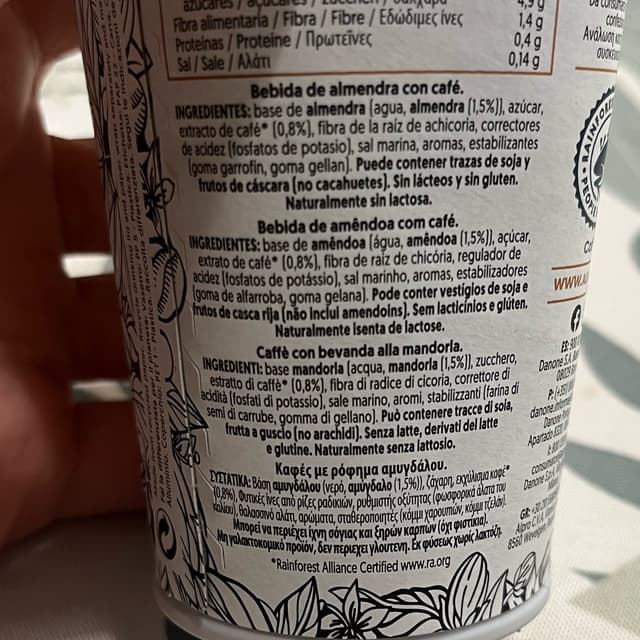 azúcares / açúcares / zuccheri / σάκχαρα 4,9 g
Fibra alimentaria / Fibra / Fibre / Εδώδιμες ίνες 1,4 g
Proteínas / Proteine / Πρωτεΐνες 0,4 g
Sal / Sale / Αλάτι 0,14 g
Bebida de almendra con café.
INGREDIENTES: base de almendra (agua, almendra (1,5%)), azúcar,
extracto de café* (0,8%), fibra de la raíz de achicoria, correctores
de acidez (fosfatos de potasio), sal marina, aromas, estabilizantes
(goma garrofín, goma gellan). Puede contener trazas de soja y
frutos de cáscara (no cacahuetes). Sin lácteos y sin gluten.
Naturalmente sin lactosa.
Bebida de amêndoa com café.
INGREDIENTES: base de amêndoa (água, amêndoa (1,5%)), açúcar,
extrato de café* (0,8%), fibra de raiz de chicória, regulador de
acidez (fosfatos de potássio), sal marinho, aromas, estabilizadores
(goma de alfarroba, goma gelana). Pode conter vestígios de soja e
frutos de casca rija (não inclui amendoins). Sem lacticínios e glúten.
Naturalmente isenta de lactose.
Caffè con bevanda alla mandorla.
INGREDIENTI: base mandorla (acqua, mandorla (1,5%)), zucchero,
estratto di caffè* (0,8%), fibra di radice di cicoria, correttore di
acidità (fosfati di potassio), sale marino, aromi, stabilizzanti (farina di
semi di carrube, gomma di gellano). Può contenere tracce di soia,
frutta a guscio (no arachidi). Senza latte, derivati del latte
e glutine. Naturalmente senza lattosio.
Καφές με ρόφημα αμυγδάλου.
ΣΥΣΤΑΤΙΚΑ: Βάση αμυγδάλου (νερό, αμύγδαλο (1,5%)), ζάχαρη, εκχύλισμα καφέ*
(0,8%), Φυτικές ίνες από ρίζες ραδικιών, ρυθμιστής οξύτητας (φωσφορικά άλατα του
καλίου), θαλασσινό αλάτι, αρώματα, σταθεροποιητές (κόμμι χαρουπιών, κόμμι τζελάν).
Μπορεί να περιέχει ίχνη σόγιας και ξηρών καρπών (όχι φιστίκια).
Μη γαλακτοκομικό προϊόν, δεν περιεχει γλουτενη. Εκ φύσεως χωρίς λακτόζη.
*Rainforest Alliance Certified www.ra.org